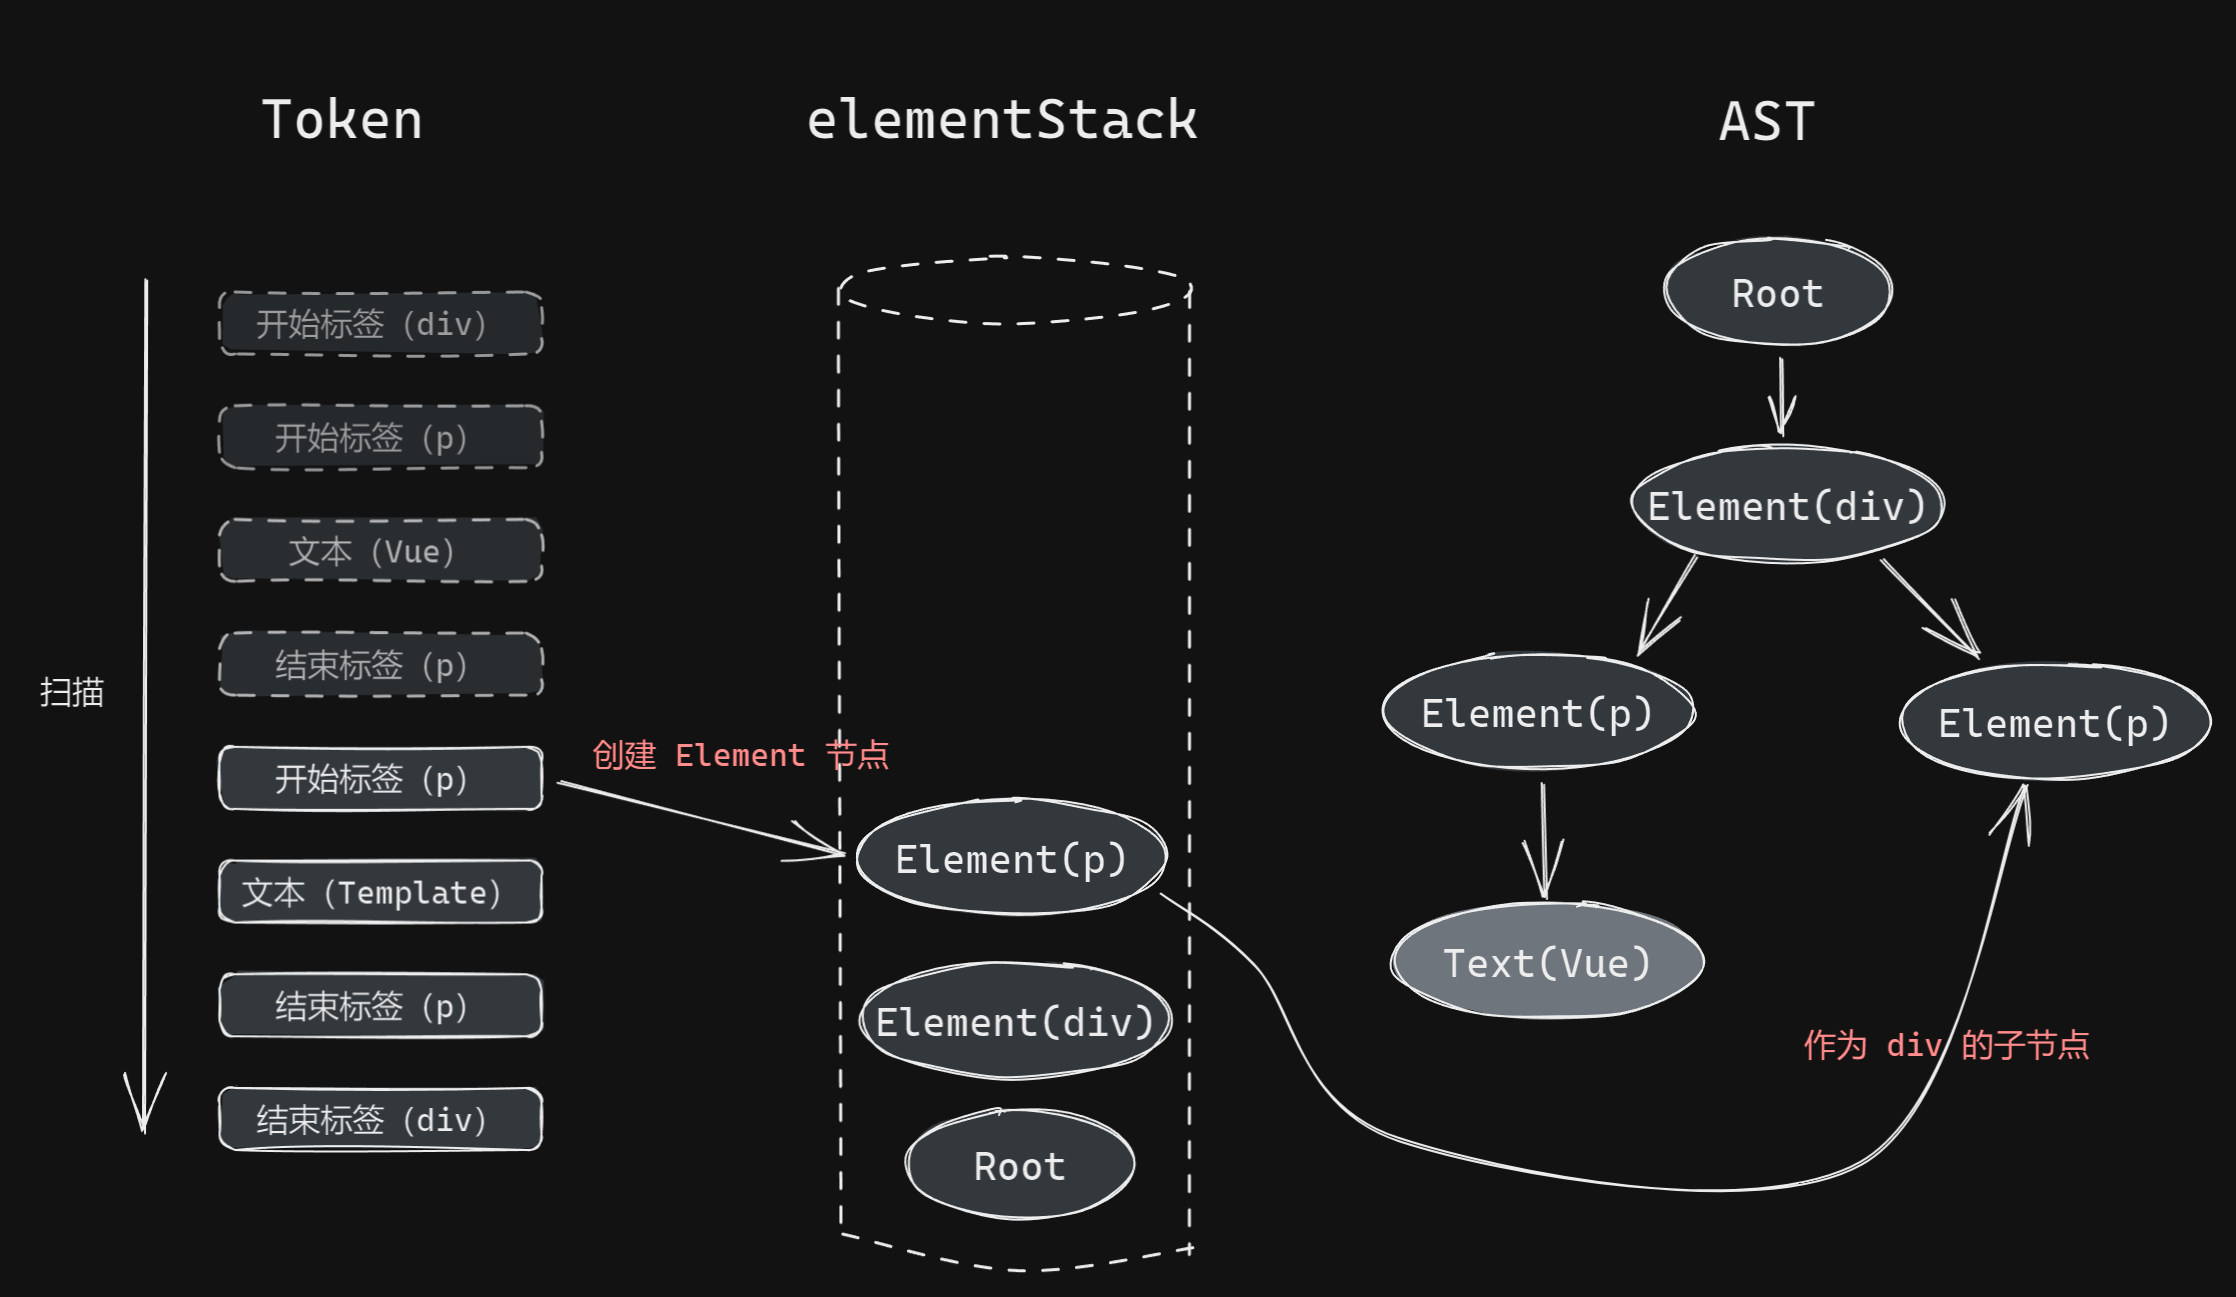 Token
elementStack
AST
扫描
开始标签（div）
开始标签（p）
文本（Vue）
结束标签（p）
开始标签（p）
文本（Template）
结束标签（p）
结束标签（div）
创建 Element 节点
Element(p)
Element(div)
Root
Root
Element(div)
Element(p)
Element(p)
Text(Vue)
作为 div 的子节点